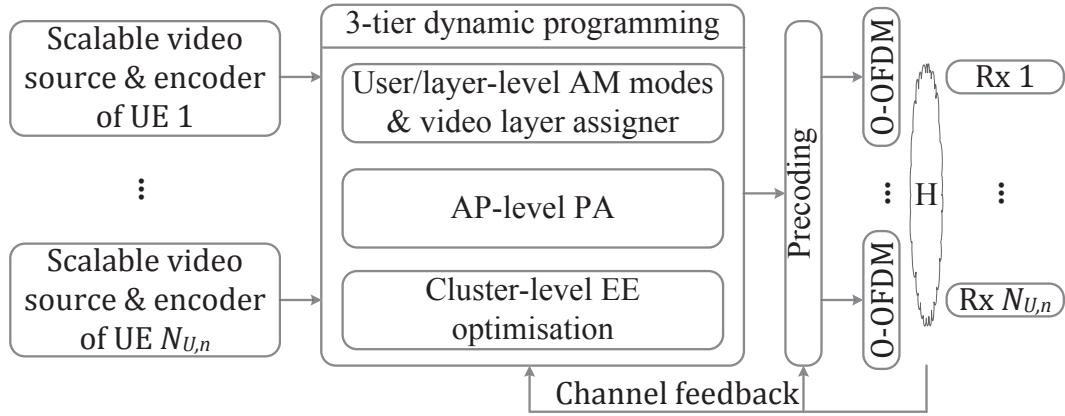 Scalable video
source & encoder
of UE 1
⋮
Scalable video
source & encoder
of UE N_{U,n}
3-tier dynamic programming
User/layer-level AM modes
& video layer assigner
AP-level PA
Cluster-level EE
optimisation
Precoding
O-OFDM
⋮
O-OFDM
H
Rx 1
⋮
Rx N_{U,n}
Channel feedback